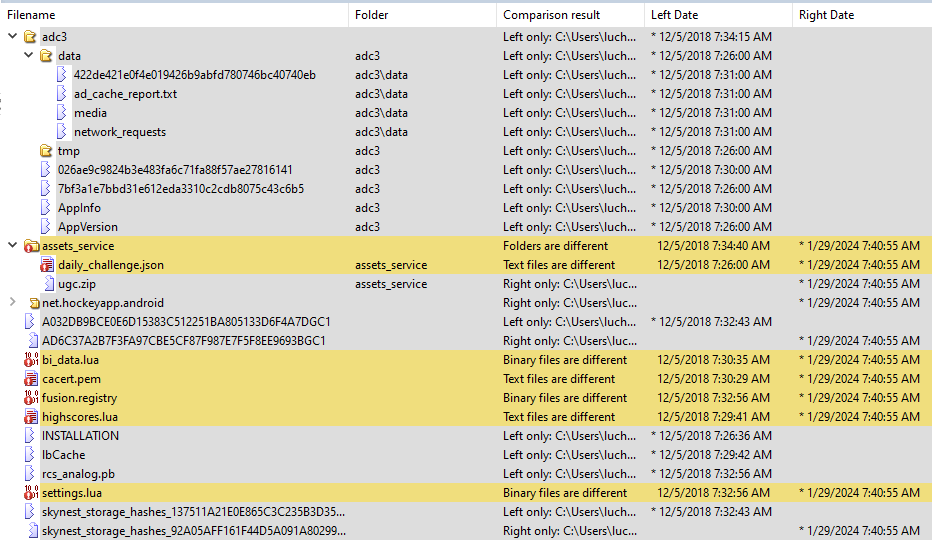 Filename Folder Comparison result Left Date Right Date
adc3 Left only: C:\Users\luch... * 12/5/2018 7:34:15 AM
data adc3 Left only: C:\Users\luch... * 12/5/2018 7:26:00 AM
422de421e0f4e019426b9abfd780746bc40740eb adc3\data Left only: C:\Users\luch... * 12/5/2018 7:31:00 AM
ad_cache_report.txt adc3\data Left only: C:\Users\luch... * 12/5/2018 7:31:00 AM
media adc3\data Left only: C:\Users\luch... * 12/5/2018 7:31:00 AM
network_requests adc3\data Left only: C:\Users\luch... * 12/5/2018 7:31:00 AM
tmp adc3 Left only: C:\Users\luch... * 12/5/2018 7:26:00 AM
026ae9c9824b3e483fa6c71fa88f57ae27816141 adc3 Left only: C:\Users\luch... * 12/5/2018 7:30:00 AM
7bf3a1e7bbd31e612eda3310c2cdb8075c43c6b5 adc3 Left only: C:\Users\luch... * 12/5/2018 7:26:00 AM
AppInfo adc3 Left only: C:\Users\luch... * 12/5/2018 7:30:00 AM
AppVersion adc3 Left only: C:\Users\luch... * 12/5/2018 7:26:00 AM
assets_service Folders are different 12/5/2018 7:34:40 AM * 1/29/2024 7:40:55 AM
daily_challenge.json assets_service Text files are different 12/5/2018 7:26:00 AM * 1/29/2024 7:40:55 AM
ugc.zip assets_service Right only: C:\Users\luc... * 1/29/2024 7:40:55 AM
net.hockeyapp.android Right only: C:\Users\luc... * 1/29/2024 7:40:55 AM
A032DB9BCE0E6D15383C512251BA805133D6F4A7DGC1 Left only: C:\Users\luch... * 12/5/2018 7:32:43 AM
AD6C37A2B7F3FA97CBE5CF87F987E7F5F8EE9693BGC1 Right only: C:\Users\luc... * 1/29/2024 7:40:55 AM
bi_data.lua Binary files are different 12/5/2018 7:30:35 AM * 1/29/2024 7:40:55 AM
cacert.pem Text files are different 12/5/2018 7:30:29 AM * 1/29/2024 7:40:55 AM
fusion.registry Binary files are different 12/5/2018 7:32:56 AM * 1/29/2024 7:40:55 AM
highscores.lua Text files are different 12/5/2018 7:29:41 AM * 1/29/2024 7:40:55 AM
INSTALLATION Left only: C:\Users\luch... * 12/5/2018 7:26:36 AM
lbCache Left only: C:\Users\luch... * 12/5/2018 7:29:42 AM
rcs_analog.pb Left only: C:\Users\luch... * 12/5/2018 7:32:56 AM
settings.lua Binary files are different 12/5/2018 7:32:56 AM * 1/29/2024 7:40:55 AM
skynest_storage_hashes_137511A21E0E865C3C235B3D35... Left only: C:\Users\luch... * 12/5/2018 7:32:43 AM
skynest_storage_hashes_92A05AFF161F44D5A091A80299... Right only: C:\Users\luc... * 1/29/2024 7:40:55 AM